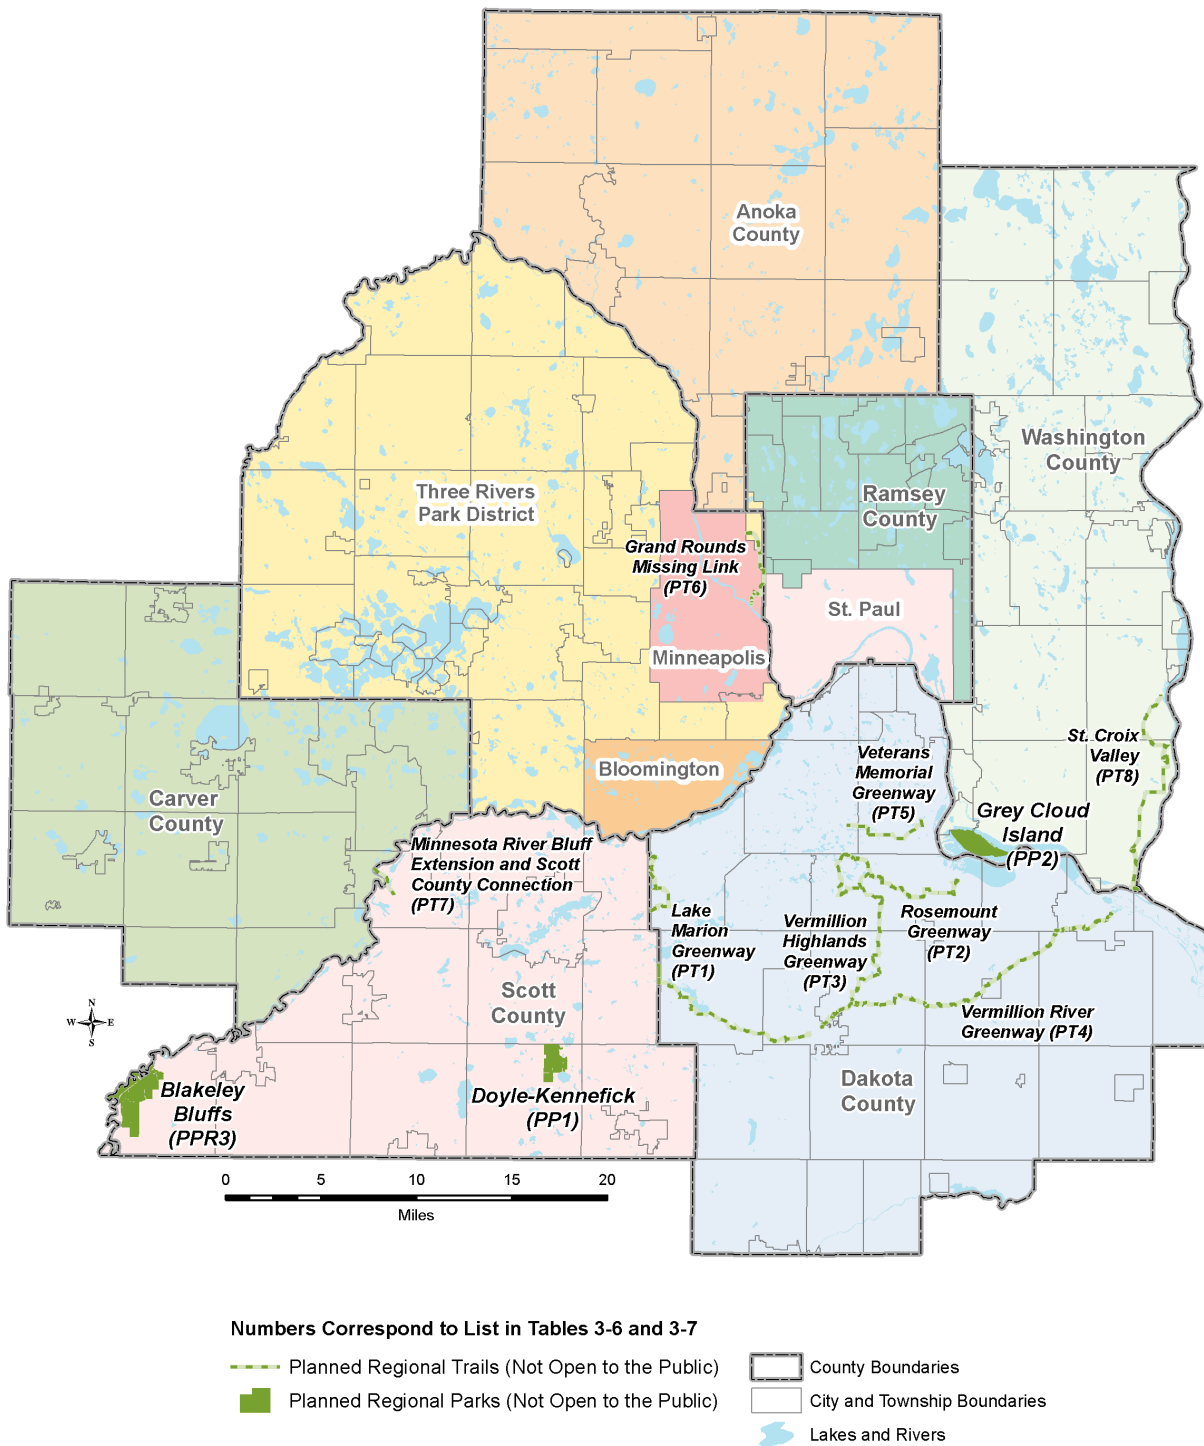 Anoka
County
Washington
County
Three Rivers
Park District
Ramsey
County
Grand Rounds
Missing Link
(PT6)
St. Paul
Minneapolis
St. Croix
Valley
(PT8)
Veterans
Memorial
Greenway
(PT5)
Bloomington
Carver
County
Grey Cloud
Island
(PP2)
Minnesota River Bluff
Extension and Scott
County Connection
(PT7)
Lake
Marion
Greenway
(PT1)
Vermillion
Highlands
Greenway
(PT3)
Rosemount
Greenway
(PT2)
Scott
County
Vermillion River
Greenway (PT4)
N
W E
S
Blakeley
Bluffs
(PPR3)
Doyle-Kennefick
(PP1)
Dakota
County
0 5 10 15 20
Miles
Numbers Correspond to List in Tables 3-6 and 3-7
Planned Regional Trails (Not Open to the Public)
Planned Regional Parks (Not Open to the Public)
County Boundaries
City and Township Boundaries
Lakes and Rivers